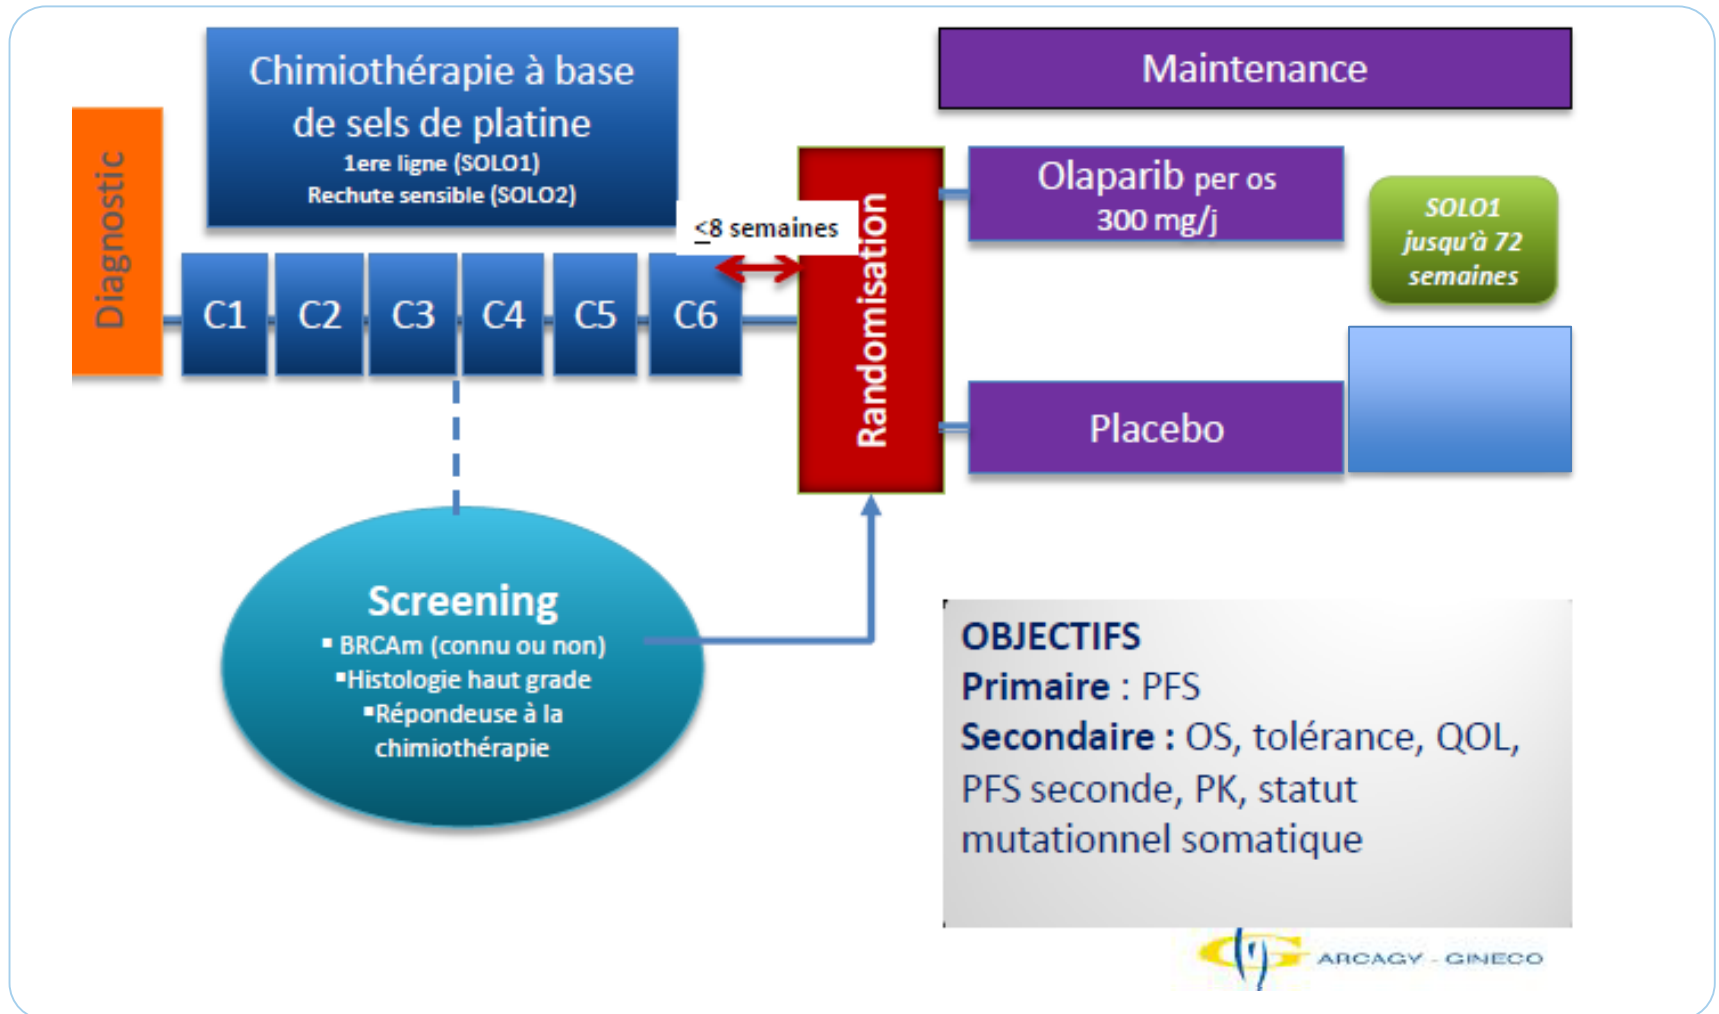 Chimiothérapie à base
de sels de platine
1ere ligne (SOLO1)
Rechute sensible (SOLO2)
Maintenance
Diagnostic
C1
C2
C3
C4
C5
C6
<8 semaines
Randomisation
Olaparib per os
300 mg/j
SOLO1
jusqu'à 72
semaines
Placebo
Screening
▪ BRCAm (connu ou non)
▪Histologie haut grade
▪Répondeuse à la
chimiothérapie
OBJECTIFS
Primaire : PFS
Secondaire : OS, tolérance, QOL,
PFS seconde, PK, statut
mutationnel somatique
ARCAGY - GINECO